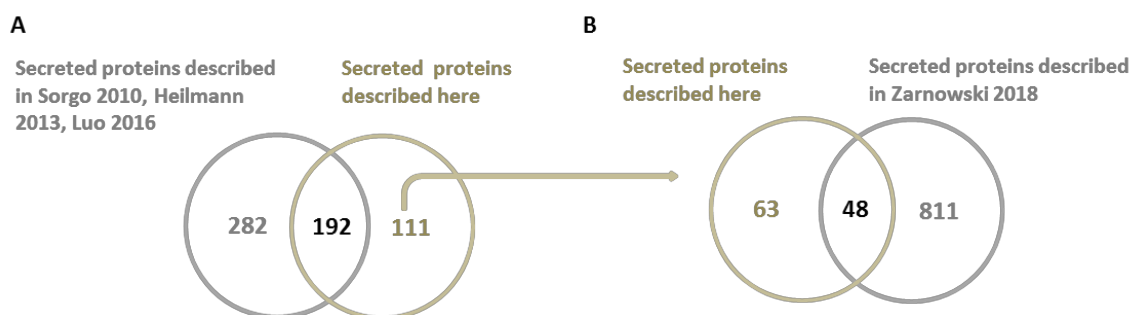 A
Secreted proteins described
in Sorgo 2010, Heilmann
2013, Luo 2016
Secreted proteins
described here
282
192
111
B
Secreted proteins
described here
Secreted proteins described
in Zarnowski 2018
63
48
811